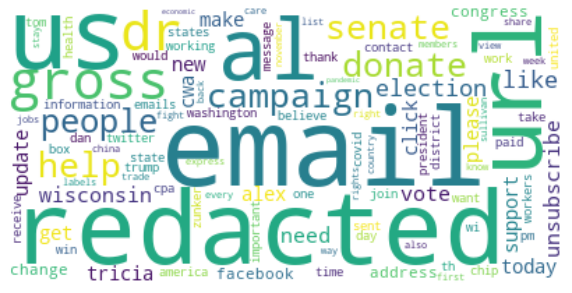 tom
stay
economic
care
list
senate
congress
share
health
us
dr
al
states
working
make
message
november
members
view
united
would
new
cwa
thank
contact
work
week
gross
donate
url
campaign
election
like
information
emails
people
fight
washington
back
believe
click
right
president
district
please
sullivan
take
jobs
china
box
dan
twitter
email
covid
country
paid
update
help
state
trump
trade
cpa
express
rights
know
unsubscribe
receive
labels
wisconsin
every
zunker
alex
important
one
join
vote
want
support
workers
redacted
get
win
need
sent
day
way
also
wi
pm
change
tricia
america
facebook
time
address
th
first
chip
today
pandemic